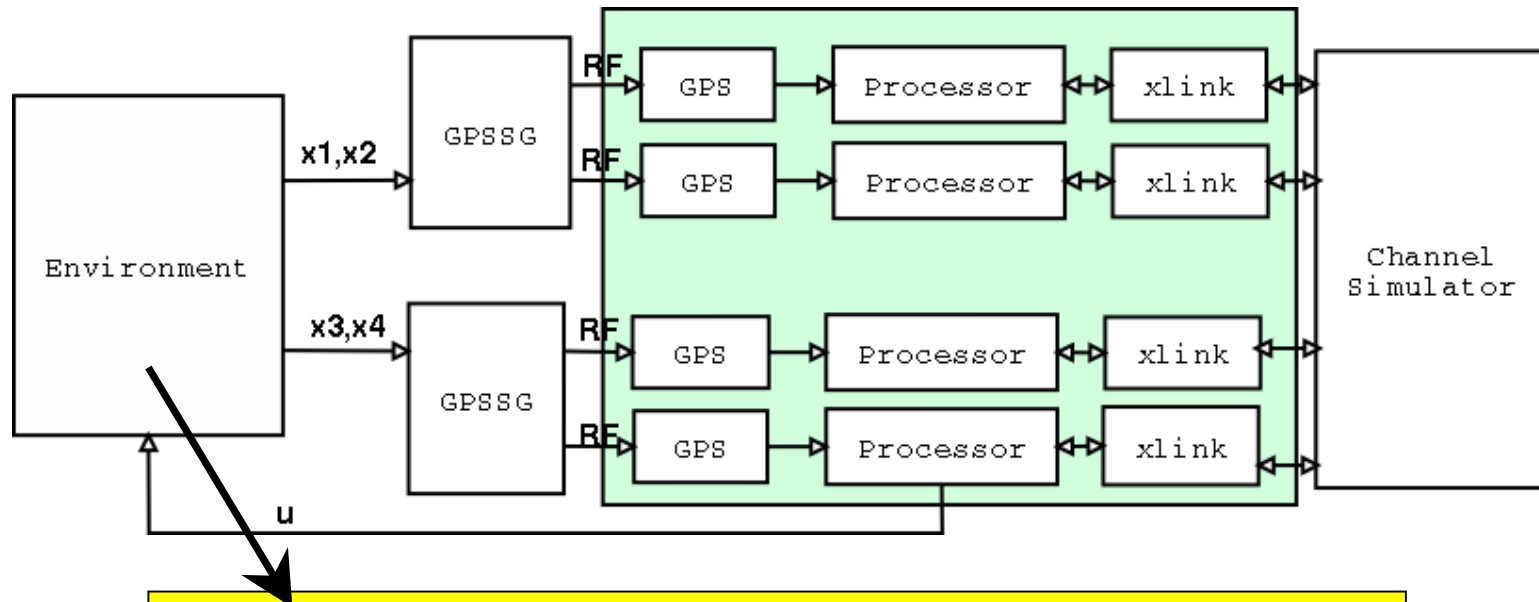 RF
GPS
Processor
xlink
GPSSG
x1,x2
RF
GPS
Processor
xlink
Environment
Channel
Simulator
x3,x4
RF
GPS
Processor
xlink
GPSSG
RF
GPS
Processor
xlink
u